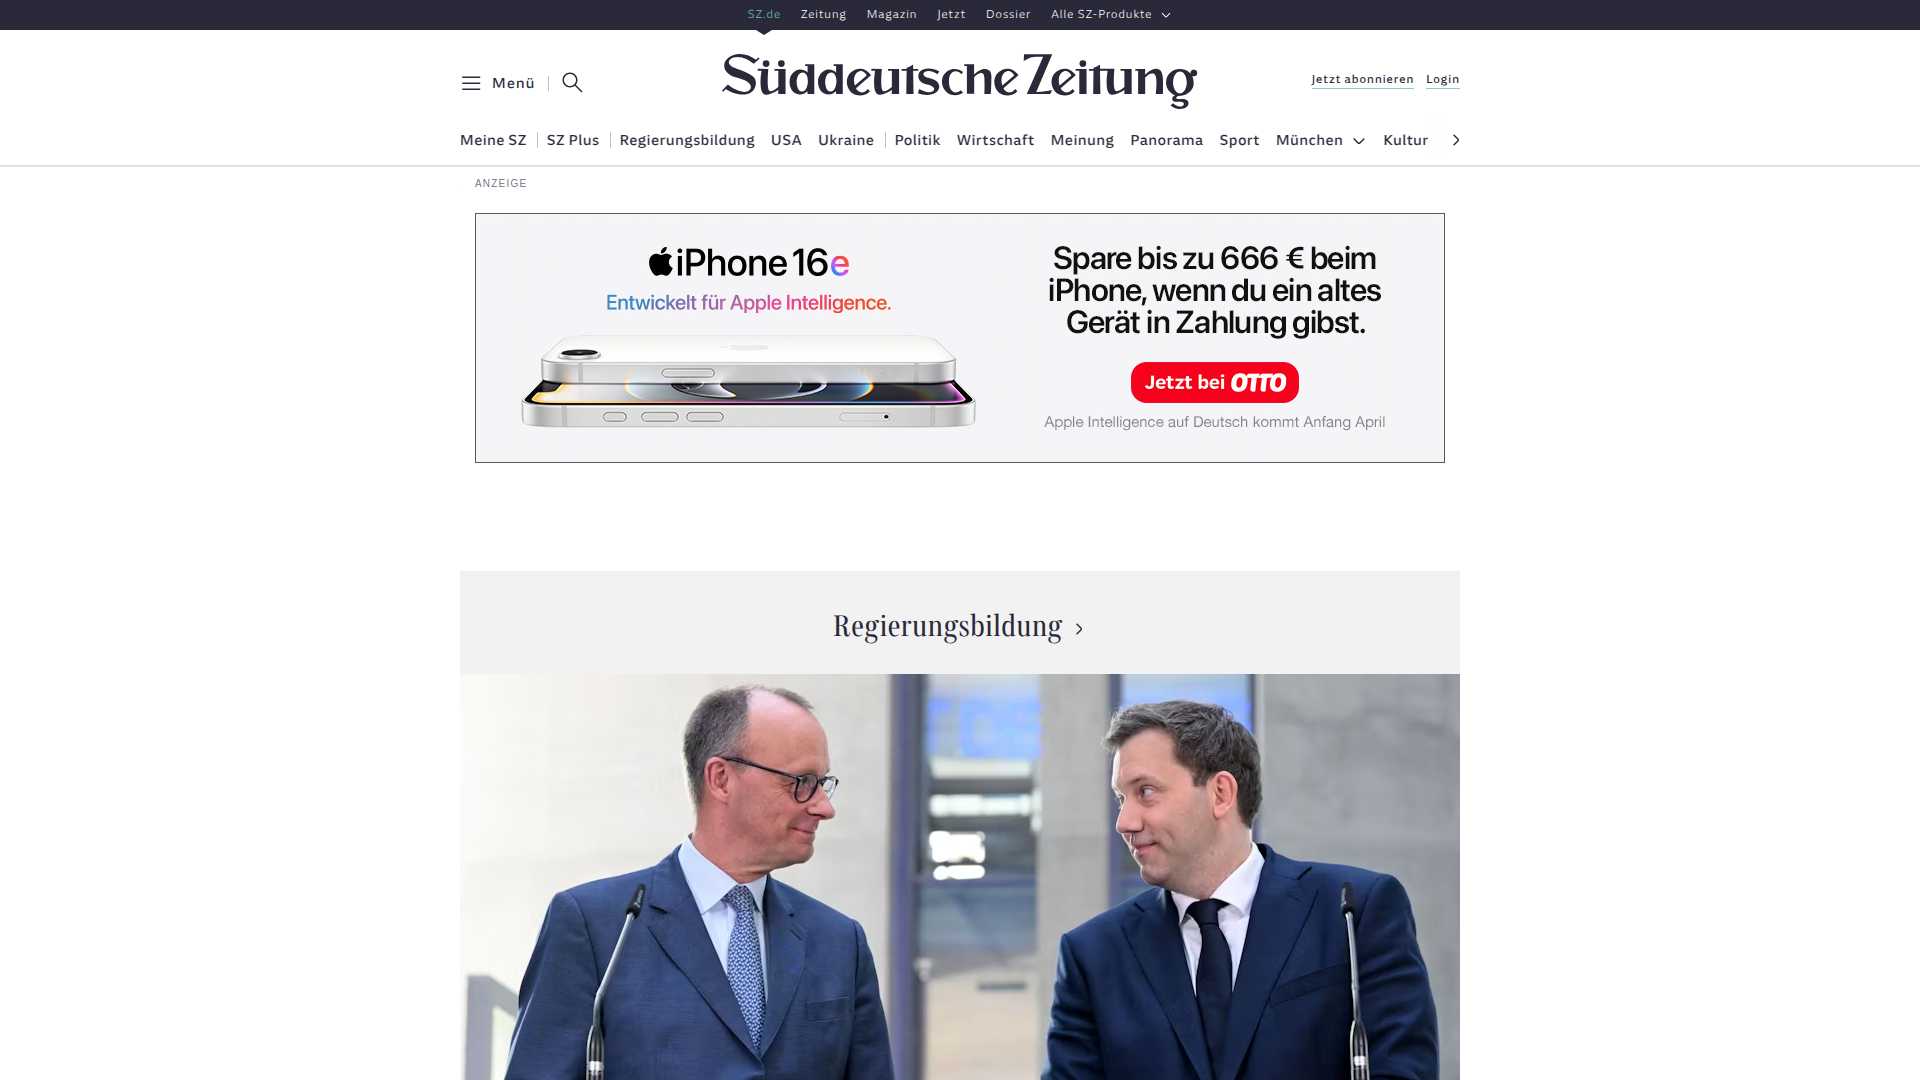 SZ.de Zeitung Magazin Jetzt Dossier Alle SZ-Produkte
Menü
Süddeutsche Zeitung
Jetzt abonnieren Login
Meine SZ SZ Plus Regierungsbildung USA Ukraine Politik Wirtschaft Meinung Panorama Sport München Kultur
ANZEIGE
iPhone 16e
Entwickelt für Apple Intelligence.
Spare bis zu 666 € beim
iPhone, wenn du ein altes
Gerät in Zahlung gibst.
Jetzt bei OTTO
Apple Intelligence auf Deutsch kommt Anfang April
Regierungsbildung